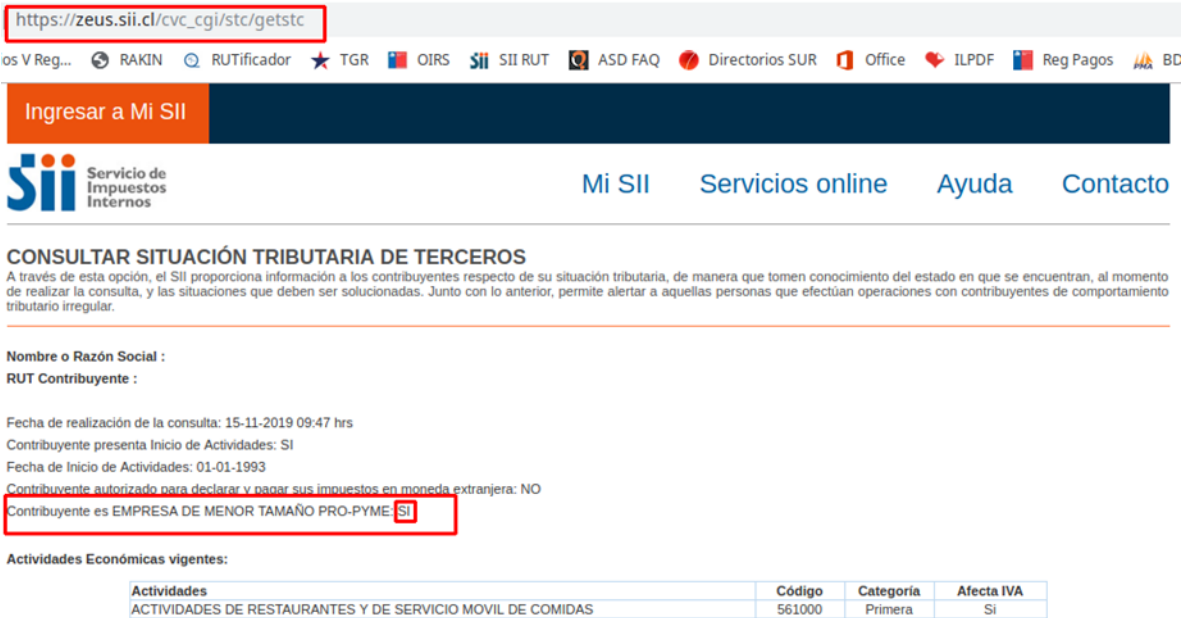 https://zeus.sii.cl/cvc_cgi/stc/getstc
os V Reg... RAKIN RUTificador TGR OIRS SII RUT ASD FAQ Directorios SUR Office ILPDF Reg Pagos BD
Ingresar a Mi SII
Sii Servicio de
Impuestos
Internos
Mi SII Servicios online Ayuda Contacto
CONSULTAR SITUACIÓN TRIBUTARIA DE TERCEROS
A través de esta opción, el SII proporciona información a los contribuyentes respecto de su situación tributaria, de manera que tomen conocimiento del estado en que se encuentran, al momento
de realizar la consulta, y las situaciones que deben ser solucionadas. Junto con lo anterior, permite alertar a aquellas personas que efectúan operaciones con contribuyentes de comportamiento
tributario irregular.
Nombre o Razón Social :
RUT Contribuyente :
Fecha de realización de la consulta: 15-11-2019 09:47 hrs
Contribuyente presenta Inicio de Actividades: SI
Fecha de Inicio de Actividades: 01-01-1993
Contribuyente autorizado para declarar y pagar sus impuestos en moneda extranjera: NO
Contribuyente es EMPRESA DE MENOR TAMAÑO PRO-PYME: SI
Actividades Económicas vigentes:
Actividades Código Categoría Afecta IVA
ACTIVIDADES DE RESTAURANTES Y DE SERVICIO MOVIL DE COMIDAS 561000 Primera Si